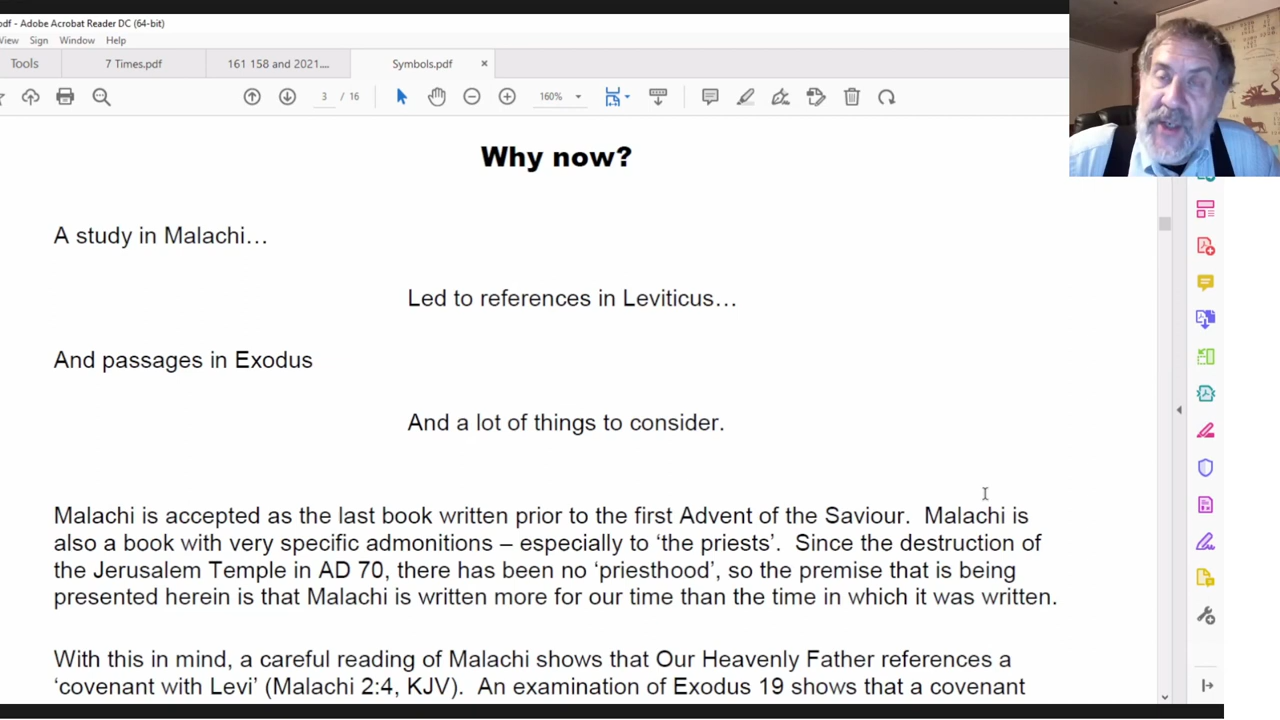 pdf - Adobe Acrobat Reader DC (64-bit)
View Sign Window Help
Tools 7 Times.pdf 161 158 and 2021.... Symbols.pdf ×
3 / 16 160%
Why now?
A study in Malachi…
Led to references in Leviticus…
And passages in Exodus
And a lot of things to consider.
Malachi is accepted as the last book written prior to the first Advent of the Saviour. Malachi is
also a book with very specific admonitions – especially to ‘the priests’. Since the destruction of
the Jerusalem Temple in AD 70, there has been no ‘priesthood’, so the premise that is being
presented herein is that Malachi is written more for our time than the time in which it was written.
With this in mind, a careful reading of Malachi shows that Our Heavenly Father references a
‘covenant with Levi’ (Malachi 2:4, KJV). An examination of Exodus 19 shows that a covenant